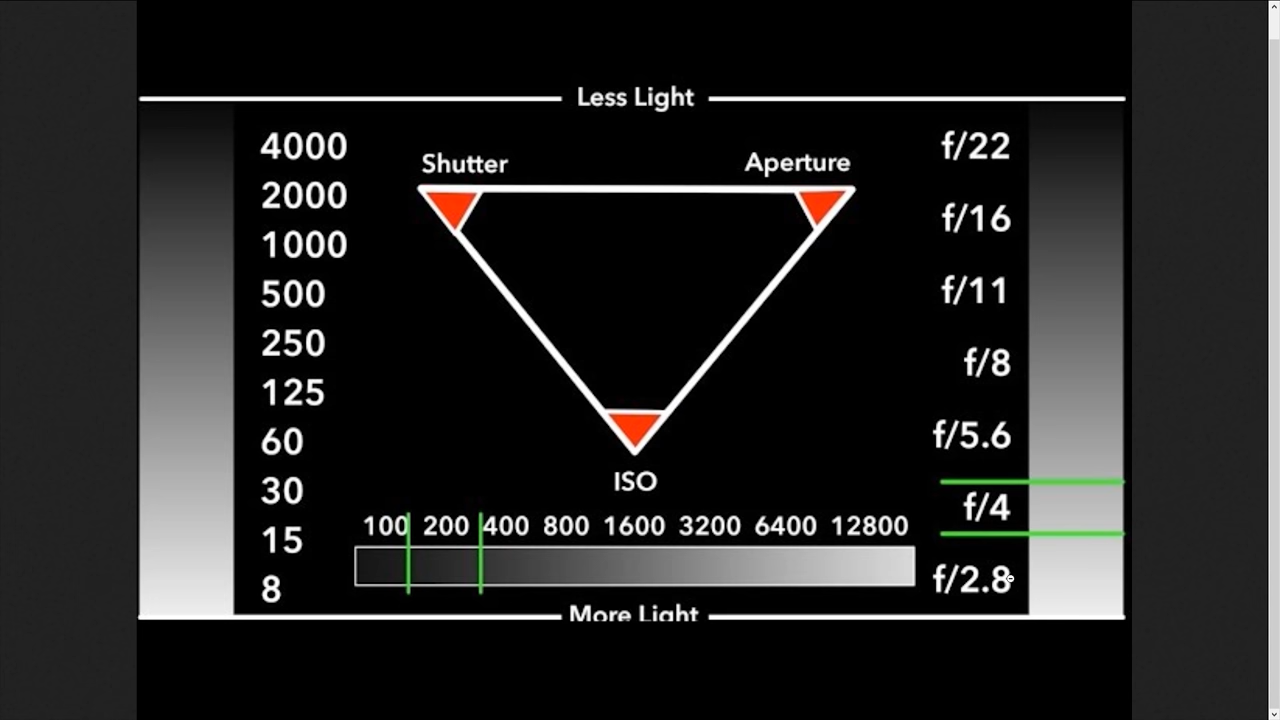 Less Light
4000
2000
1000
500
250
125
60
30
15
8
Shutter
Aperture
ISO
100 200 400 800 1600 3200 6400 12800
f/22
f/16
f/11
f/8
f/5.6
f/4
f/2.8
More Light